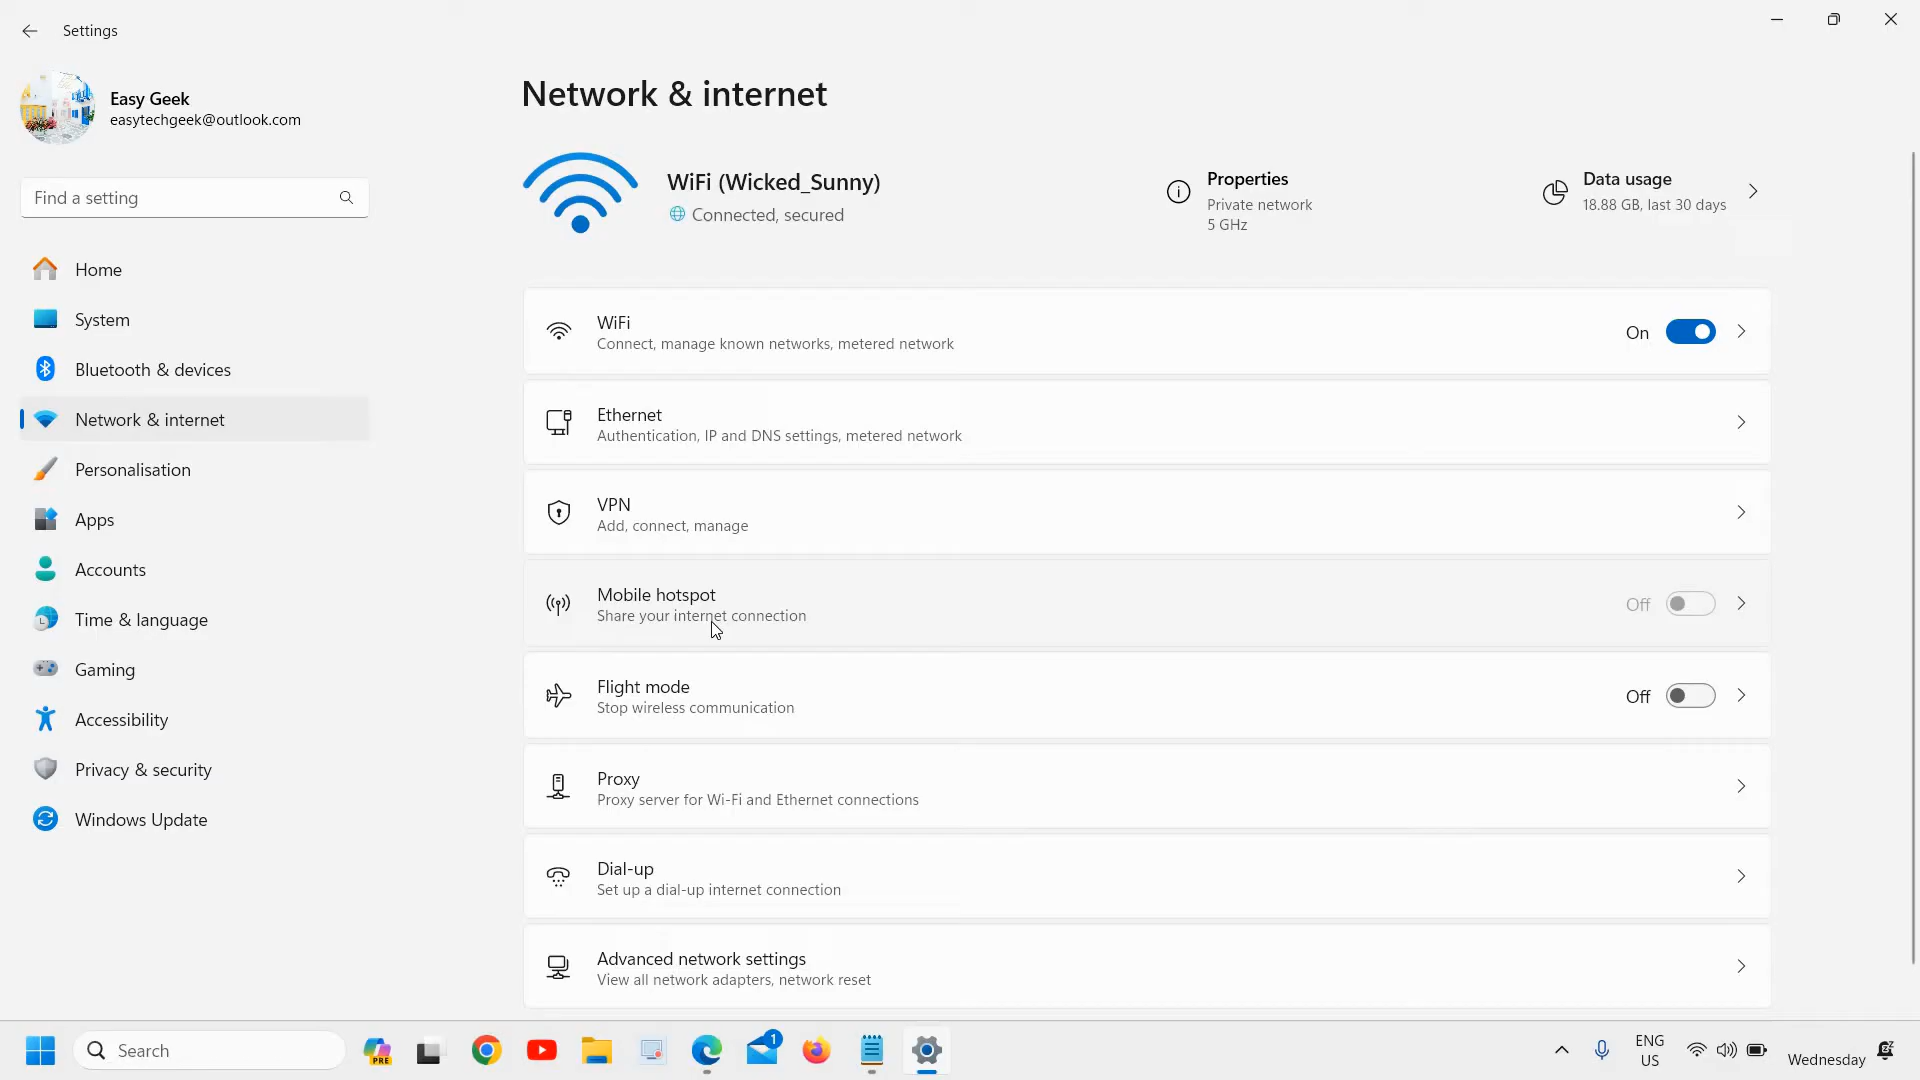 Settings
Easy Geek
easytechgeek@outlook.com
Find a setting
Home
System
Bluetooth & devices
Network & internet
Personalisation
Apps
Accounts
Time & language
Gaming
Accessibility
Privacy & security
Windows Update
Network & internet
WiFi (Wicked_Sunny)
Connected, secured
Properties
Private network
5 GHz
Data usage
18.88 GB, last 30 days
WiFi
Connect, manage known networks, metered network
On
Ethernet
Authentication, IP and DNS settings, metered network
VPN
Add, connect, manage
Mobile hotspot
Share your internet connection
Off
Flight mode
Stop wireless communication
Off
Proxy
Proxy server for Wi-Fi and Ethernet connections
Dial-up
Set up a dial-up internet connection
Advanced network settings
View all network adapters, network reset
Search
PRE
1
ENG
US
Wednesday